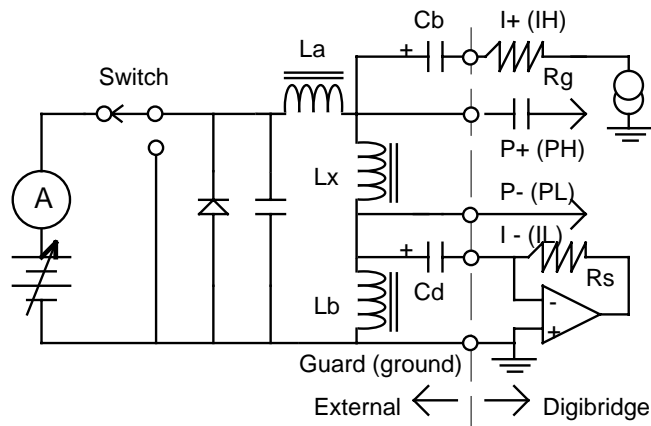 Cb
I+ (IH)
La
+
Switch
Rg
P+ (PH)
A
Lx
P- (PL)
I - (IL)
+
Rs
Cd
Lb
-
+
Guard (ground)
External
Digibridge